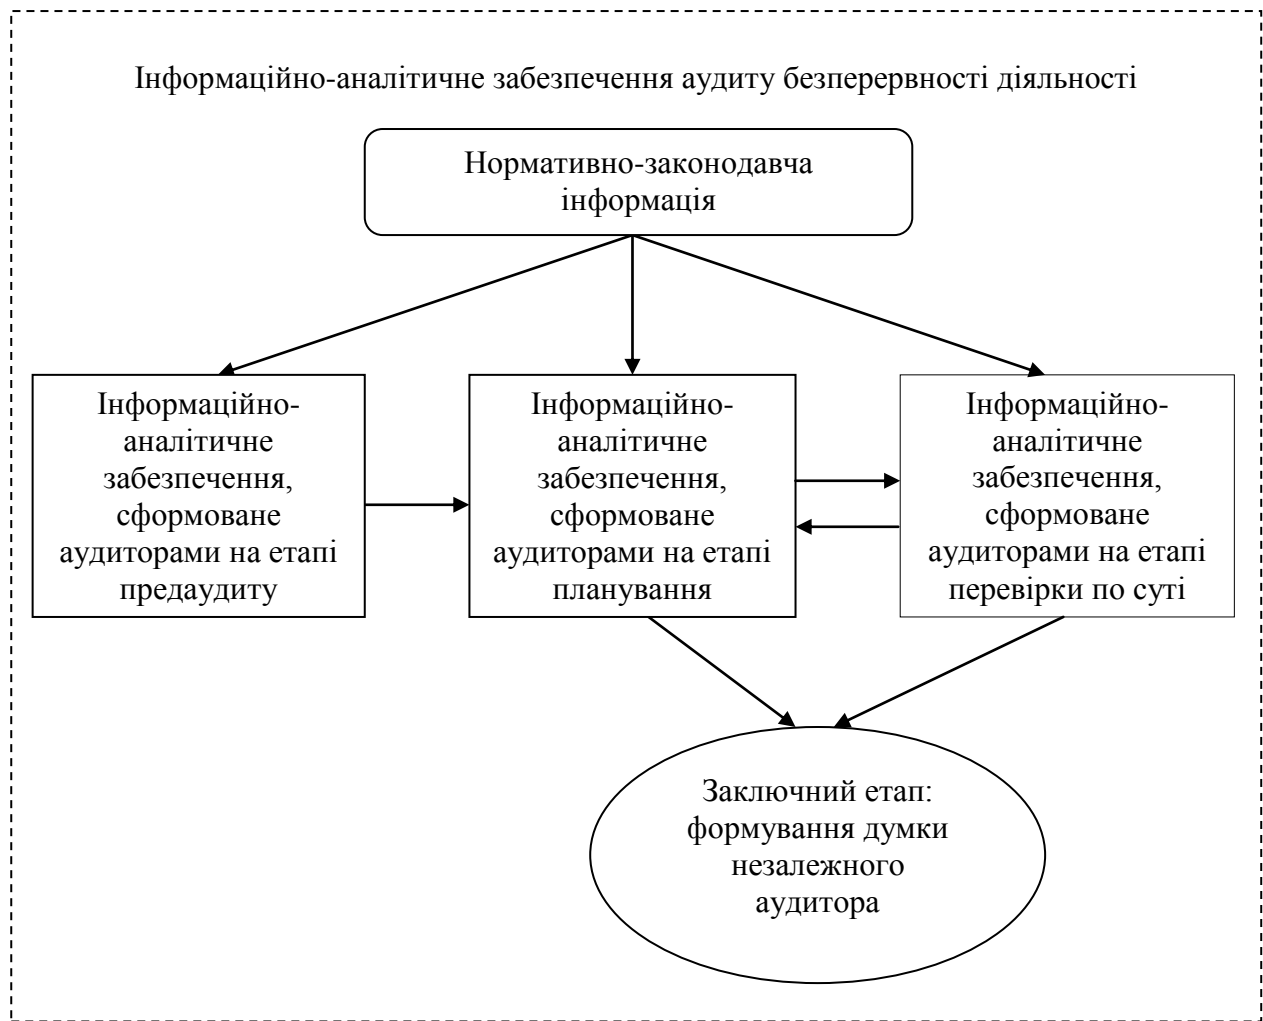 Інформаційно-аналітичне забезпечення аудиту безперервності діяльності
Нормативно-законодавча
інформація
Інформаційно-
аналітичне
забезпечення,
сформоване
аудиторами на етапі
предаудиту
Інформаційно-
аналітичне
забезпечення,
сформоване
аудиторами на етапі
планування
Інформаційно-
аналітичне
забезпечення,
сформоване
аудиторами на етапі
перевірки по суті
Заключний етап:
формування думки
незалежного
аудитора